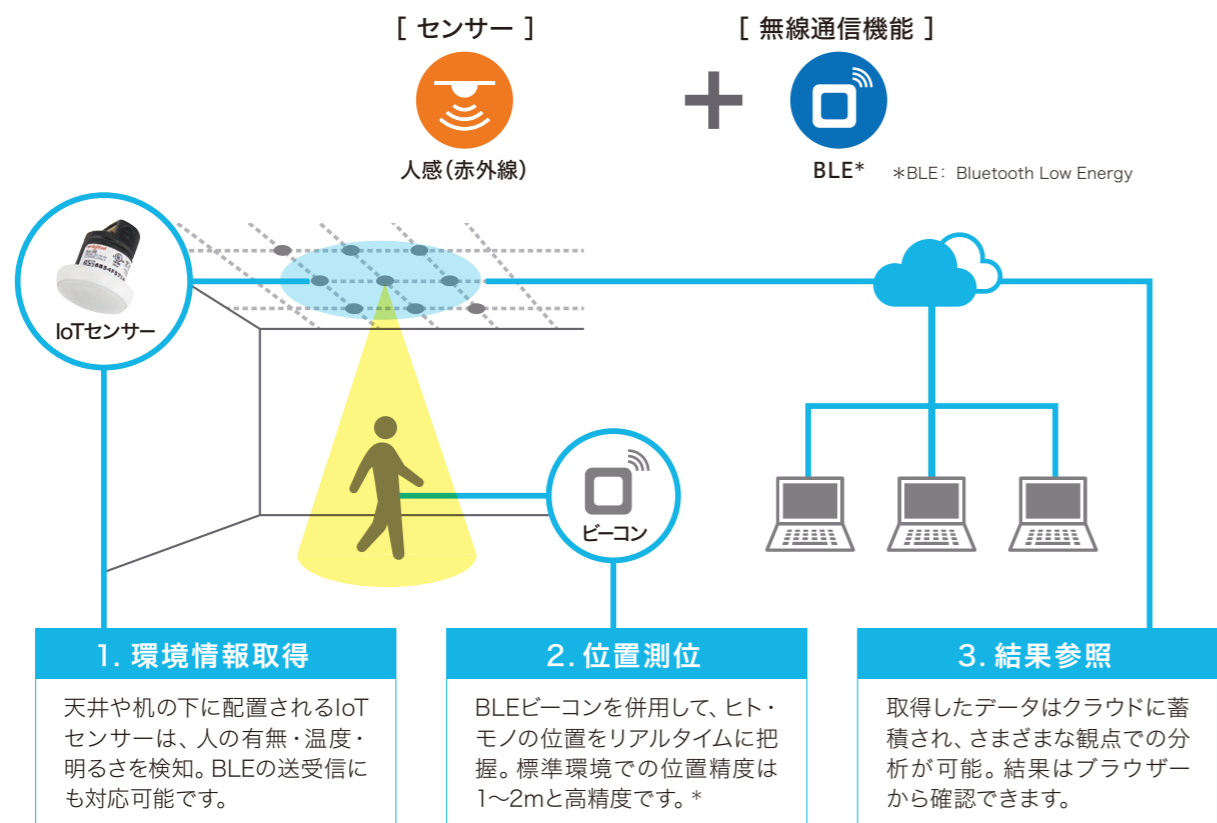 [ センサー ]
[ 無線通信機能 ]
人感(赤外線)
BLE*
*BLE: Bluetooth Low Energy
IoTセンサー
ビーコン
1. 環境情報取得
天井や机の下に配置されるIoT
センサーは、人の有無・温度・
明るさを検知。BLEの送受信に
も対応可能です。
2. 位置測位
BLEビーコンを併用して、ヒト・
モノの位置をリアルタイムに把
握。標準環境での位置精度は
1〜2mと高精度です。*
3. 結果参照
取得したデータはクラウドに蓄
積され、さまざまな観点での分
析が可能。結果はブラウザー
から確認できます。